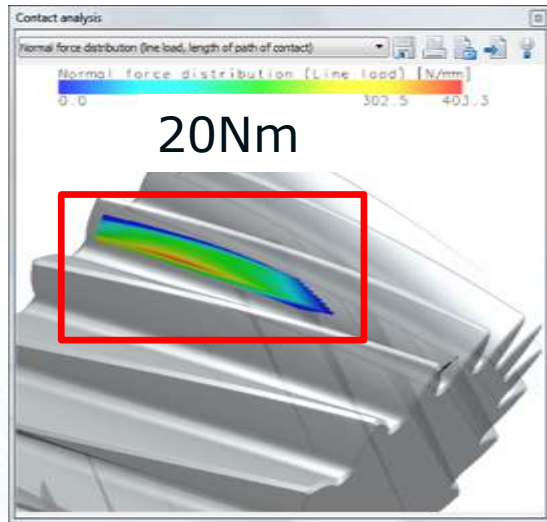 Contact analysis
Normal force distribution (line load, length of path of contact)
Normal force distribution (Line load) [N/mm]
0.0 302.5 403.3
20Nm